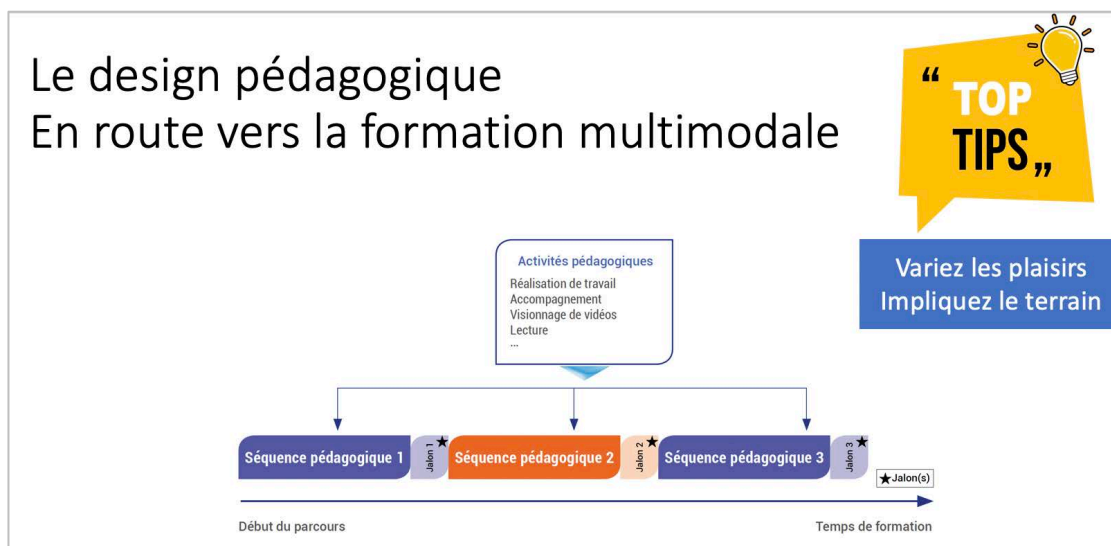 Le design pédagogique
En route vers la formation multimodale
“ TOP
TIPS „
Variez les plaisirs
Impliquez le terrain
Activités pédagogiques
Réalisation de travail
Accompagnement
Visionnage de vidéos
Lecture
...
Séquence pédagogique 1
Jalon 1
Séquence pédagogique 2
Jalon 2
Séquence pédagogique 3
Jalon 3
★Jalon(s)
Début du parcours
Temps de formation